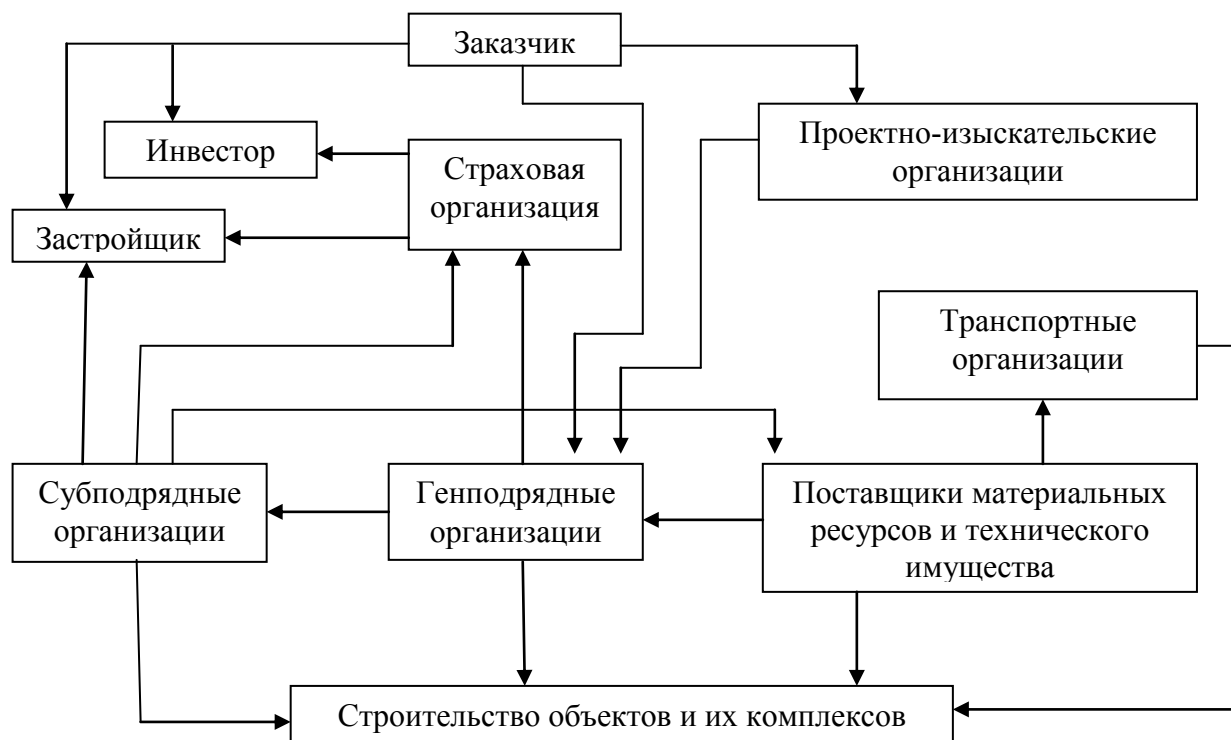 Заказчик
Инвестор
Страховая
организация
Проектно-изыскательские
организации
Застройщик
Транспортные
организации
Субподрядные
организации
Генподрядные
организации
Поставщики материальных
ресурсов и технического
имущества
Строительство объектов и их комплексов